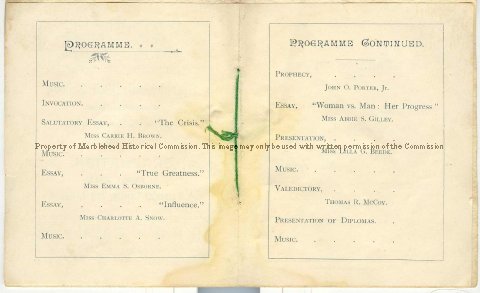 Programme. . .
Music. . . . . .
Invocation. . . . .
Salutatory Essay, . . "The Crisis."
Miss Carrie H. Brown.
Music. . . . . .
Essay, . . "True Greatness."
Miss Emma S. Osborne.
Essay, . . . "Influence."
Miss Charlotte A. Snow.
Music. . . . . .
Programme Continued.
Prophecy, . . . .
John O. Porter, Jr.
Essay, "Woman vs. Man: Her Progress."
Miss Abbie S. Gilley.
Presentation, . . . .
Miss Lilla G. Beede.
Music. . . . . .
Valedictory, . . . .
Thomas R. McCoy.
Presentation of Diplomas. .
Music. . . . . .
Property of Marblehead Historical Commission. This image may only be used with written permission of the Commission